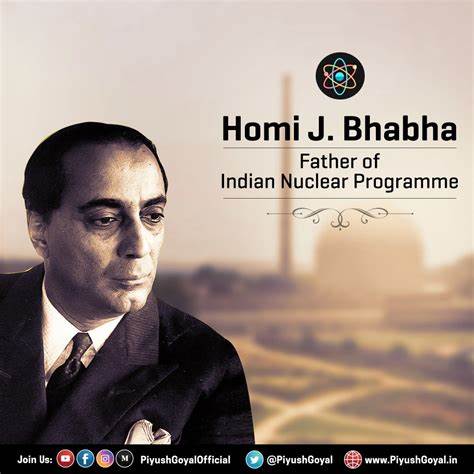 Homi J. Bhabha
Father of
Indian Nuclear Programme
Join Us: M PiyushGoyalOfficial @PiyushGoyal www.PiyushGoyal.in